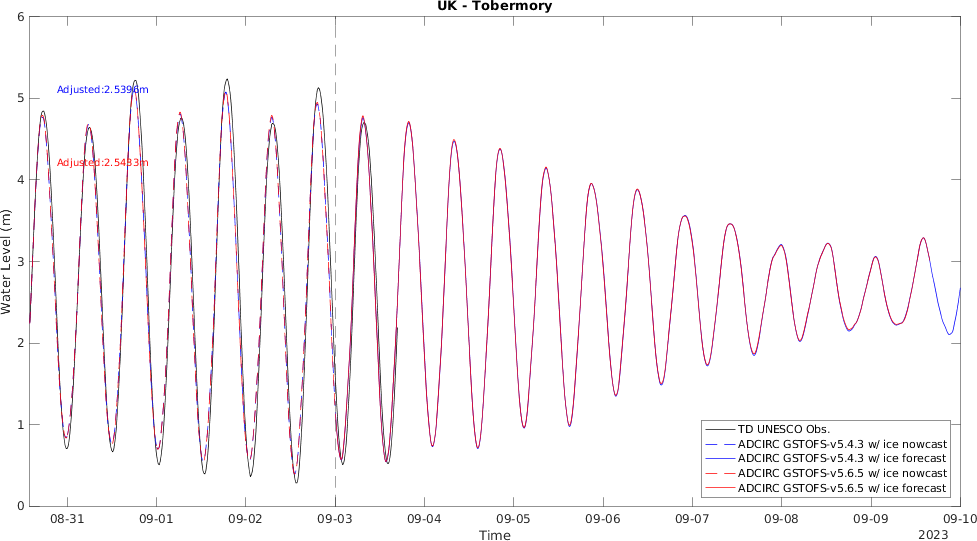 UK - Tobermory
6
5
4
3
2
1
0
Water Level (m)
Adjusted:2.5396m
Adjusted:2.5433m
TD UNESCO Obs.
ADCIRC GSTOFS-v5.4.3 w/ ice nowcast
ADCIRC GSTOFS-v5.4.3 w/ ice forecast
ADCIRC GSTOFS-v5.6.5 w/ ice nowcast
ADCIRC GSTOFS-v5.6.5 w/ ice forecast
08-31 09-01 09-02 09-03 09-04 09-05 09-06 09-07 09-08 09-09 09-10
Time
2023